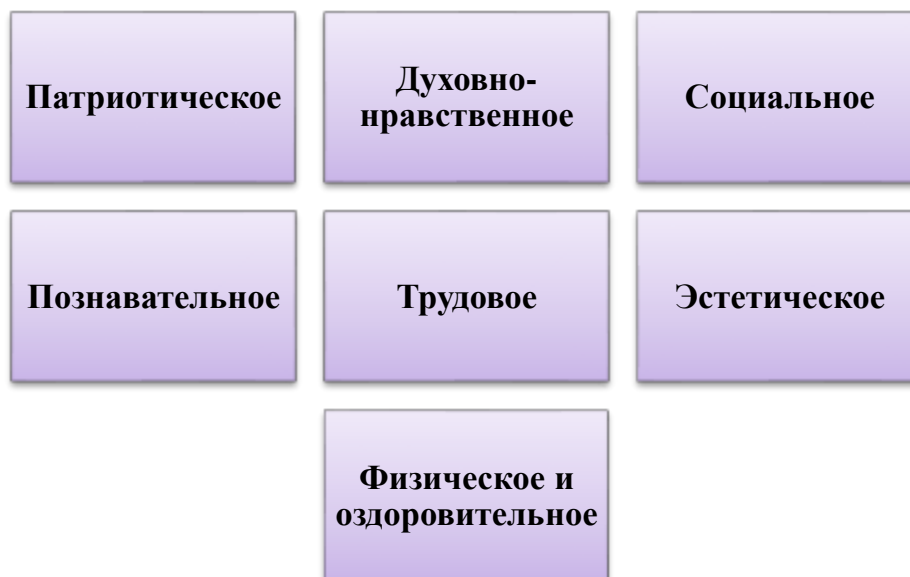 Патриотическое
Духовно-
нравственное
Социальное
Познавательное
Трудовое
Эстетическое
Физическое и
оздоровительное